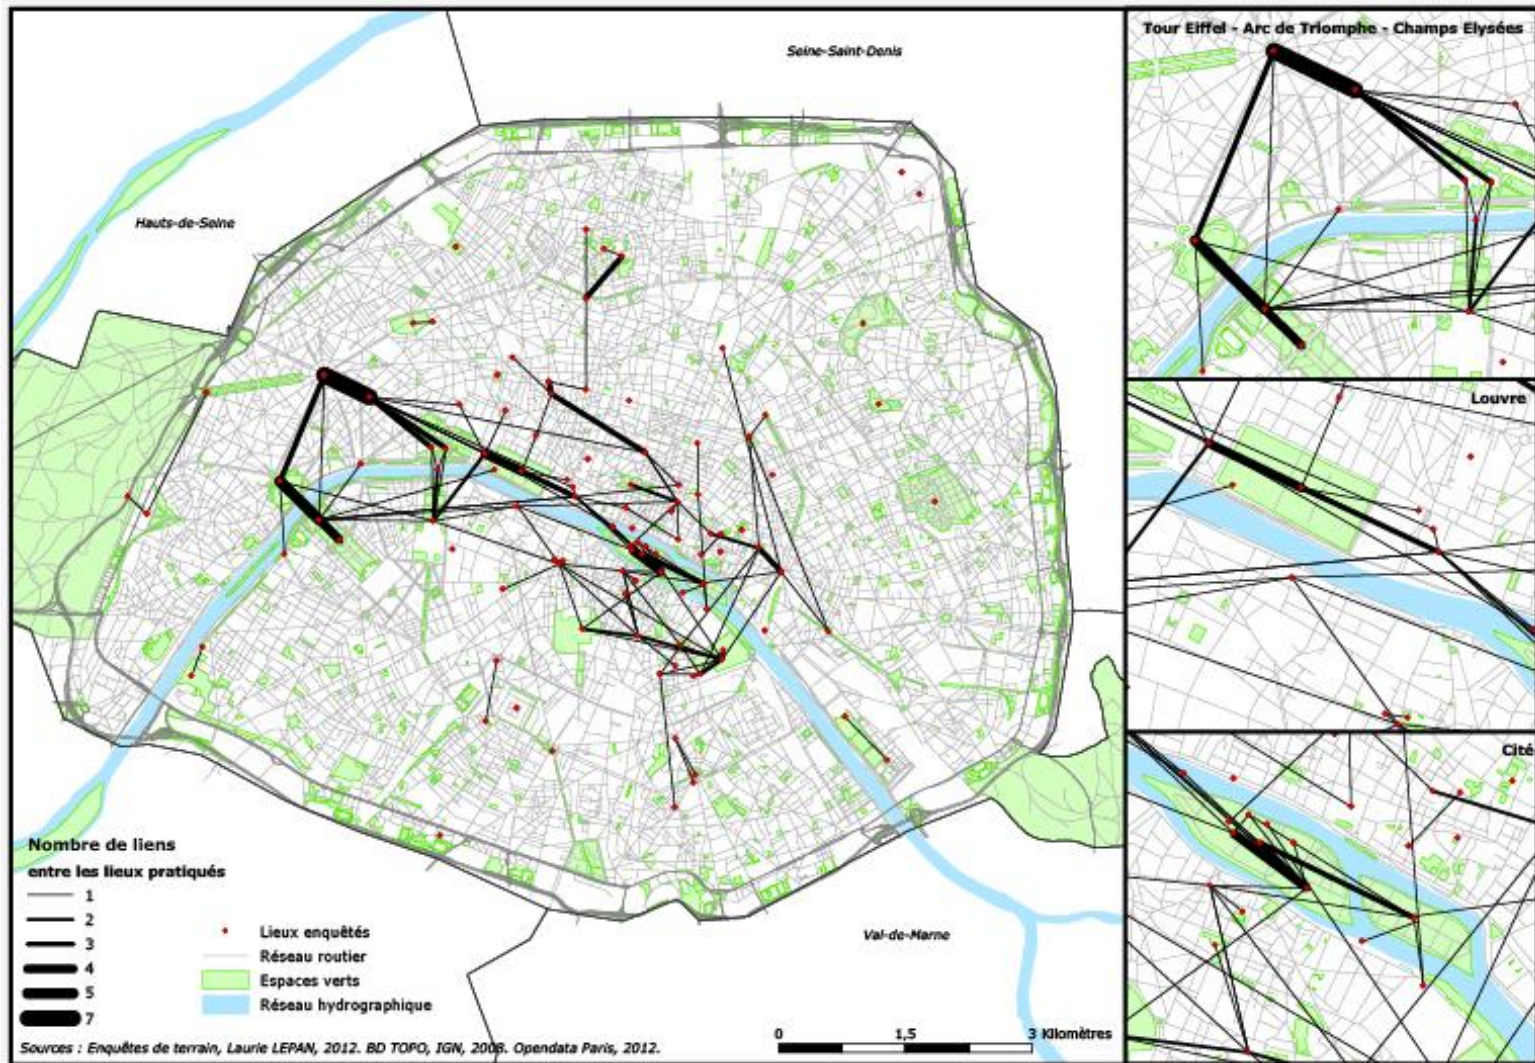 Seine-Saint-Denis
Hauts-de-Seine
Val-de-Marne
Tour Eiffel - Arc de Triomphe - Champs Elysées
Louvre
Cité
Nombre de liens
entre les lieux pratiqués
1
2
3
4
5
7
Lieux enquêtés
Réseau routier
Espaces verts
Réseau hydrographique
0 1,5 3 Kilomètres
Sources : Enquêtes de terrain, Laurie LEPAN, 2012. BD TOPO, IGN, 2008. Opendata Paris, 2012.